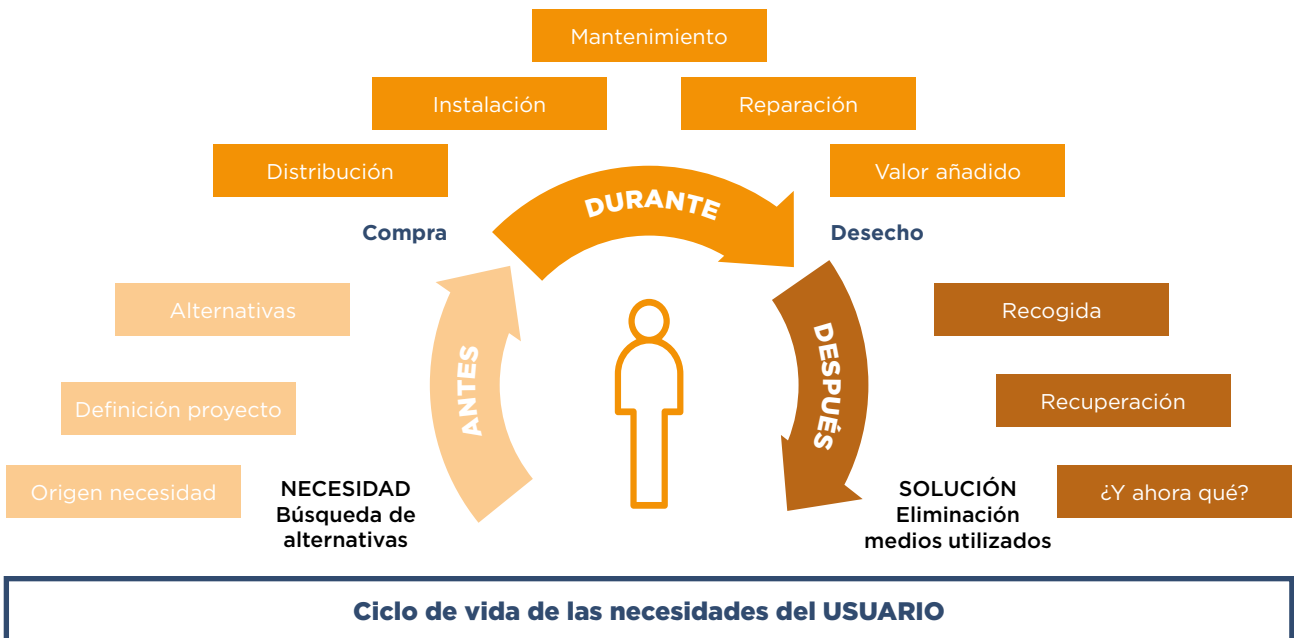 Mantenimiento
Instalación
Reparación
Distribución
Valor añadido
DURANTE
Compra
Desecho
Alternativas
Recogida
ANTES
DESPUÉS
Definición proyecto
Recuperación
Origen necesidad
NECESIDAD
Búsqueda de
alternativas
SOLUCIÓN
Eliminación
medios utilizados
¿Y ahora qué?
Ciclo de vida de las necesidades del USUARIO